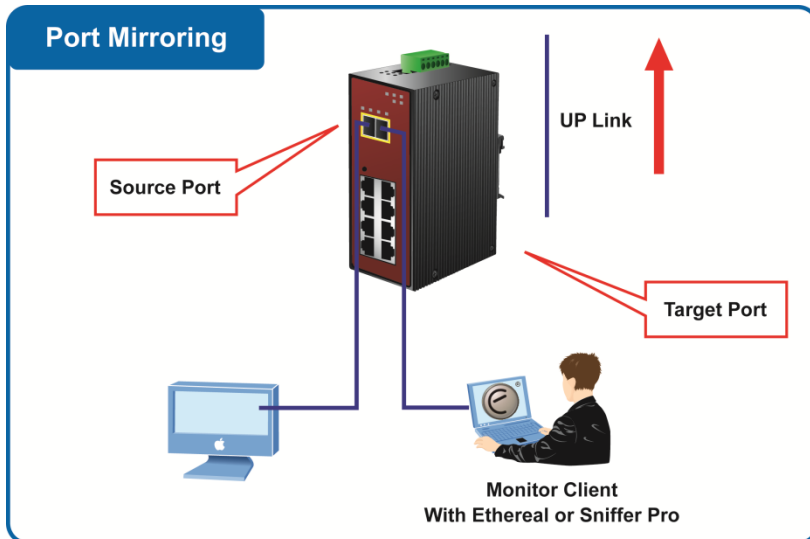 Port Mirroring
UP Link
Source Port
Target Port
Monitor Client
With Ethereal or Sniffer Pro